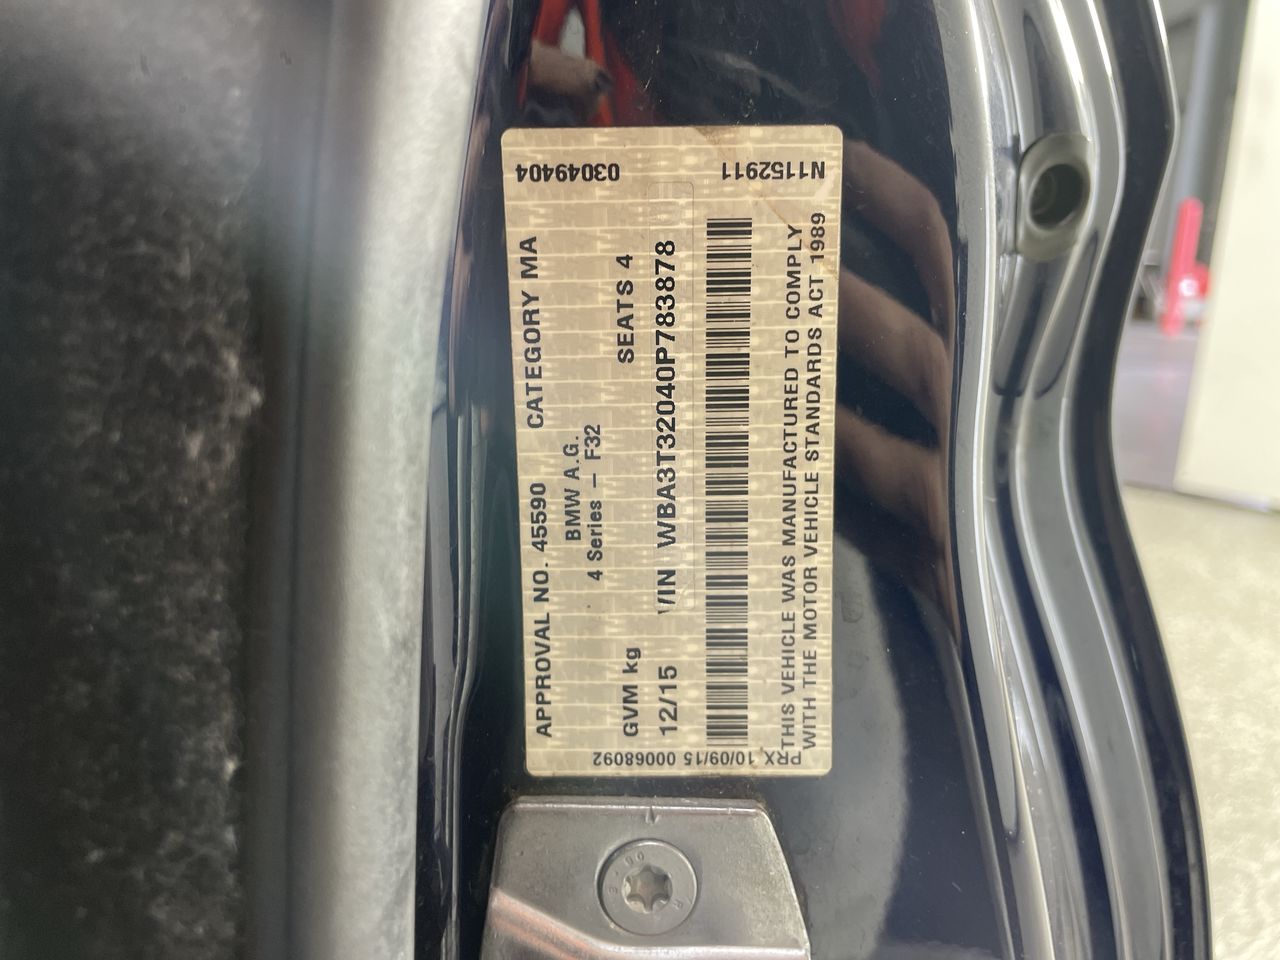 APPROVAL NO. 45590 CATEGORY MA
BMW A.G.
4 Series – F32
GVM kg SEATS 4
12/15 VIN WBA3T32040P783878
THIS VEHICLE WAS MANUFACTURED TO COMPLY
WITH THE MOTOR VEHICLE STANDARDS ACT 1989
03049404 N1152911
PRX 10/09/15 00068092